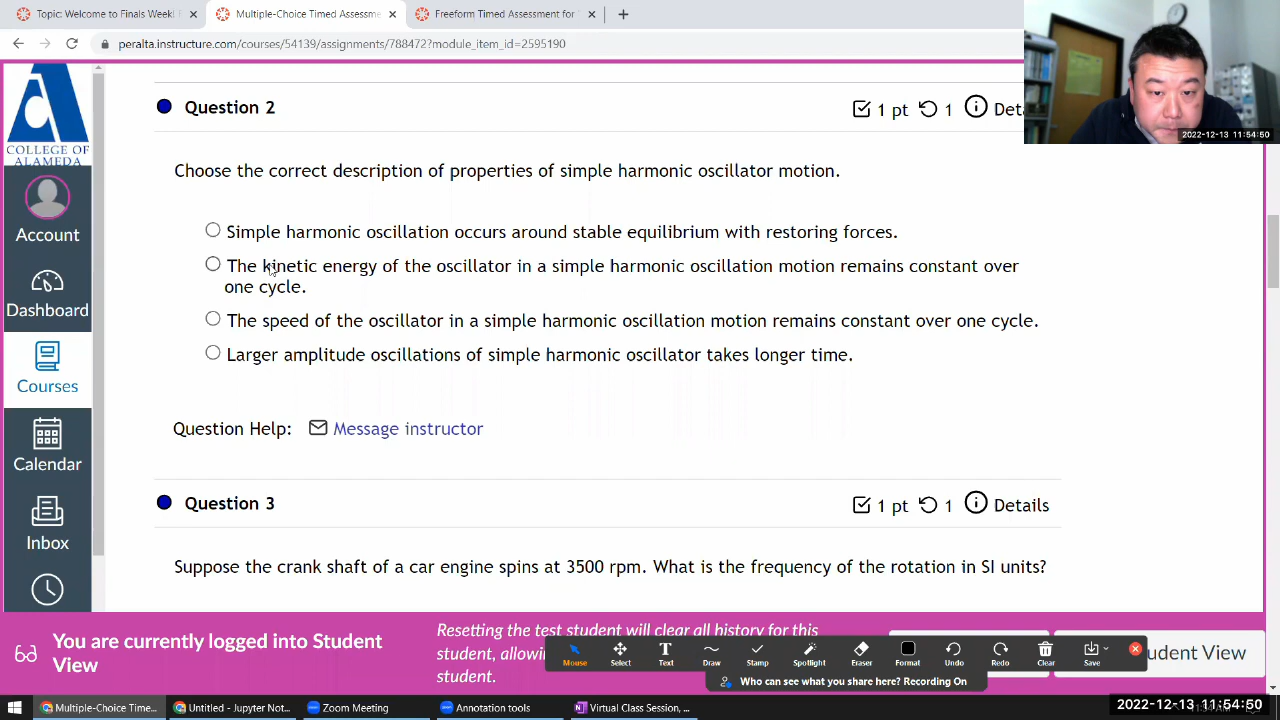 Topic: Welcome to Finals Week!
Multiple-Choice Timed Assessme
Freeform Timed Assessment for
peralta.instructure.com/courses/54139/assignments/788472?module_item_id=2595190
2022-12-13 11:54:50
COLLEGE OF
ALAMEDA
Account
Dashboard
Courses
Calendar
Inbox
Question 2
1 pt
1
Deta
Choose the correct description of properties of simple harmonic oscillator motion.
Simple harmonic oscillation occurs around stable equilibrium with restoring forces.
The kinetic energy of the oscillator in a simple harmonic oscillation motion remains constant over
one cycle.
The speed of the oscillator in a simple harmonic oscillation motion remains constant over one cycle.
Larger amplitude oscillations of simple harmonic oscillator takes longer time.
Question Help:
Message instructor
Question 3
1 pt
1
Details
Suppose the crank shaft of a car engine spins at 3500 rpm. What is the frequency of the rotation in SI units?
You are currently logged into Student
View
Resetting the test student will clear all history for this
student, allowi
student.
udent View
Mouse
Select
Text
Draw
Stamp
Spotlight
Eraser
Format
Undo
Redo
Clear
Save
Who can see what you share here? Recording On
Multiple-Choice Time...
Untitled - Jupyter Not...
Zoom Meeting
Annotation tools
Virtual Class Session, ...
2022-12-13 11:54:50